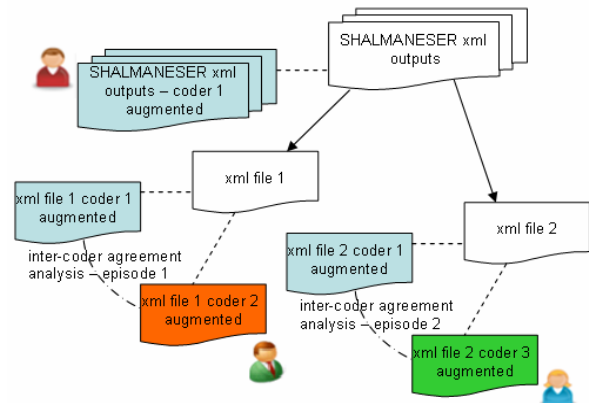 SHALMANESER xml
outputs
SHALMANESER xml
outputs – coder 1
augmented
xml file 1
xml file 1 coder 1
augmented
xml file 2
inter-coder agreement
analysis – episode 1
xml file 2 coder 1
augmented
xml file 1 coder 2
augmented
inter-coder agreement
analysis – episode 2
xml file 2 coder 3
augmented